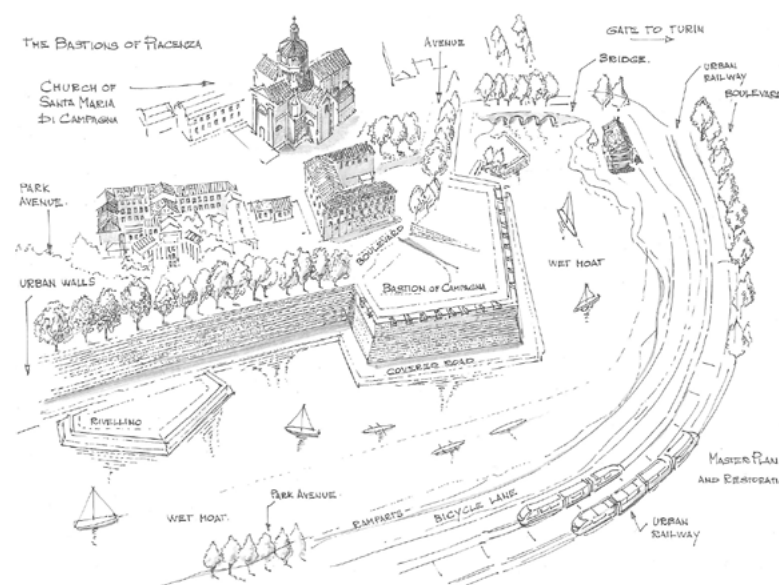 THE BASTIONS OF PIACENZA
GATE TO TURIN
AVENUE
BRIDGE.
URBAN
RAILWAY
BOULEVARD
CHURCH OF
SANTA MARIA
DI CAMPAGNA
PARK
AVENUE.
BOULEVARD
WET MOAT
URBAN WALLS
BASTION OF CAMPAGNA
COVERED ROAD
RIVELLINO
MASTER PLAN
AND RESTORATI
PARK AVENUE.
WET MOAT.
RAMPARTS
BICYCLE LANE
URBAN
RAILWAY